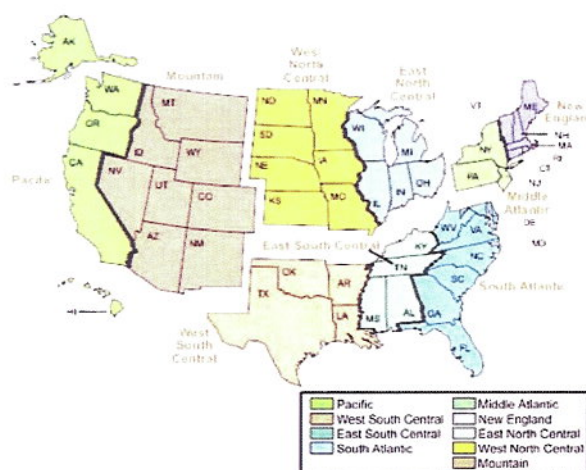 AK
West
North
Central
East
North
Central
Mountain
WA
MT
ND
MN
VT
ME
New
England
OR
ID
SD
WI
MI
NY
NH
MA
WY
RI
CA
NV
NE
IA
PA
CT
Pacific
UT
CO
IL
IN
OH
NJ
Middle
Atlantic
KS
MO
WV
VA
DE
East South Central
KY
MD
AZ
NM
OK
AR
TN
NC
SC
South Atlantic
TX
LA
MS
AL
GA
HI
FL
West
South
Central
Pacific
West South Central
East South Central
South Atlantic
Middle Atlantic
New England
East North Central
West North Central
Mountain